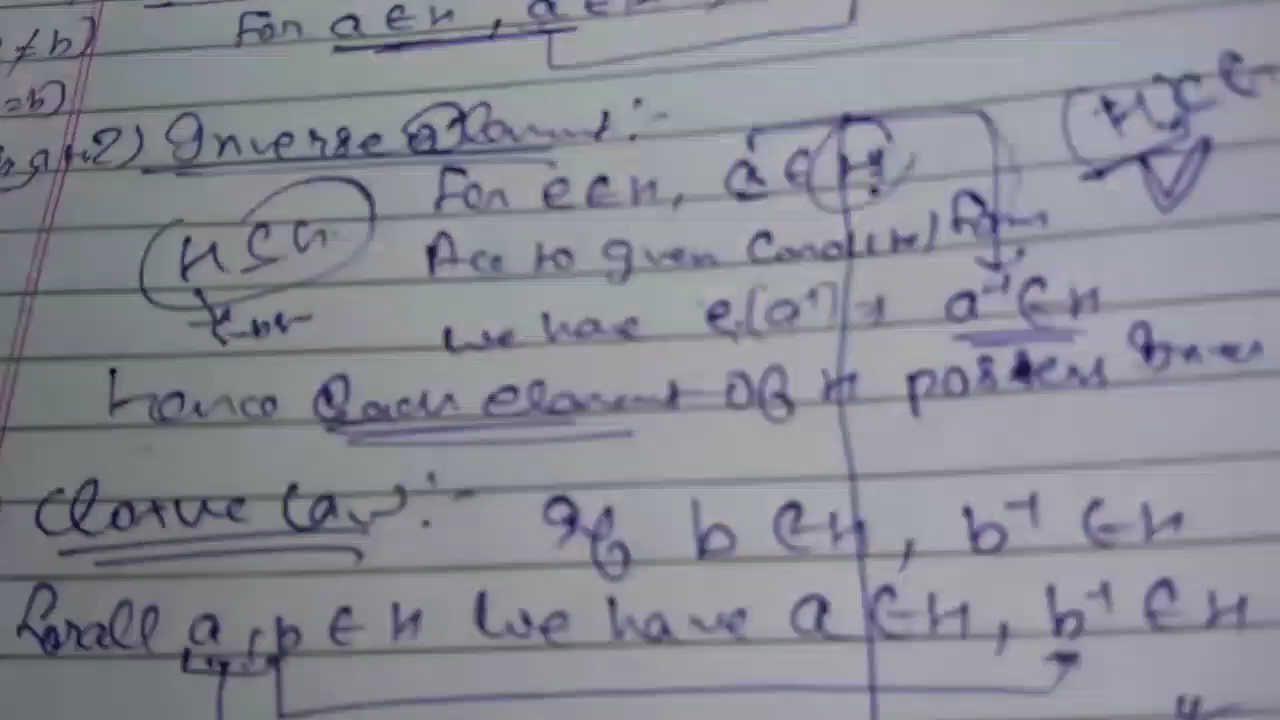 ≠ b)
For a ∈ H, a ∈
= b)
2) Inverse Element :-
H ⊆
For e ∈ H, a ∈ H
H ⊆ G
Acc to given Condition from
we have e.(a⁻¹) a⁻¹ ∈ H
hence Each element OF H possess
Closure Law :- If b ∈ H, b⁻¹ ∈ H
For all a, b ∈ H we have a ∈ H, b⁻¹ ∈ H